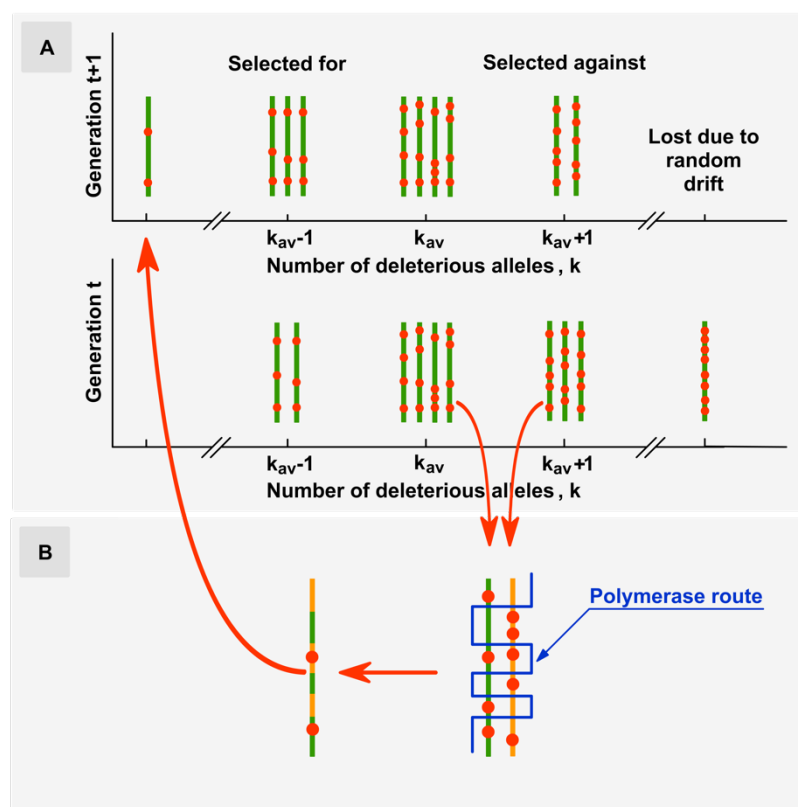 A
Generation t+1
Selected for
Selected against
Lost due to
random
drift
kav-1
kav
kav+1
Number of deleterious alleles , k
Generation t
kav-1
kav
kav+1
Number of deleterious alleles , k
B
Polymerase route